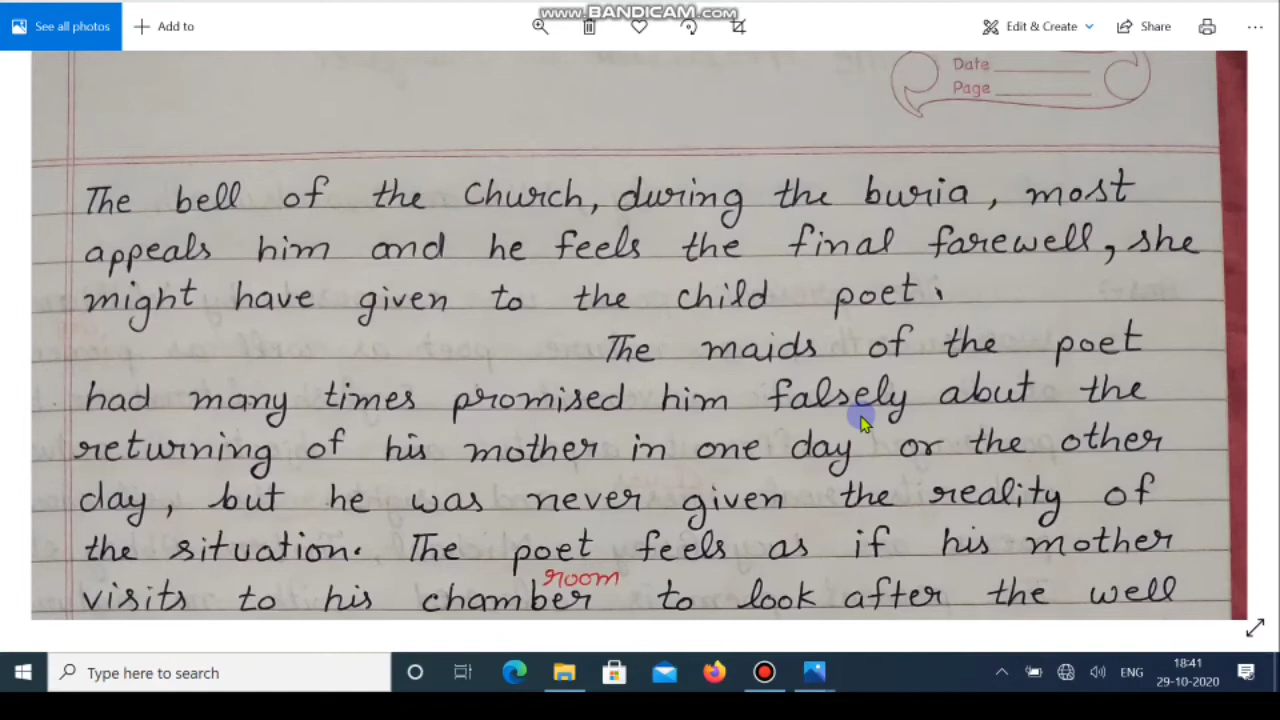 www.BANDICAM.com
See all photos
Add to
Edit & Create
Share
Date
Page
The bell of the Church, during the buria, most
appeals him and he feels the final farewell, she
might have given to the child poet.
The maids of the poet
had many times promised him falsely abut the
returning of his mother in one day or the other
day, but he was never given the reality of
the situation. The poet feels as if his mother
room
visits to his chamber to look after the well
Type here to search
ENG
18:41
29-10-2020